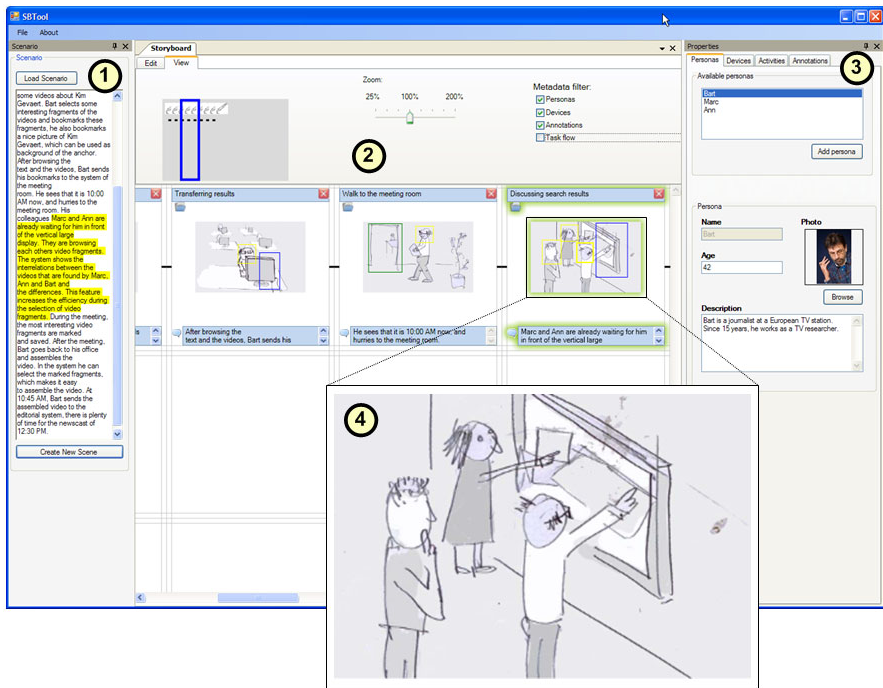 SBTool
File About
Scenario
Scenario
Load Scenario
1
some videos about Kim
Gevaert. Bart selects some
interesting fragments of the
videos and bookmarks these
fragments, he also bookmarks
a nice picture of Kim
Gevaert, which can be used as
background of the anchor.
After browsing the
text and the videos, Bart sends
his bookmarks to the system of
the meeting
room. He sees that it is 10:00
AM now, and hurries to the
meeting room. His
colleagues Marc and Ann are
already waiting for him in front
of the vertical large
display. They are browsing
each others video fragments.
The system shows the
interrelations between the
videos that are found by Marc,
Ann and Bart and
the differences. This feature
increases the efficiency during
the selection of video
fragments. During the meeting,
the most interesting video
fragments are marked
and saved. After the meeting,
Bart goes back to his office
and assembles the
video. In the system he can
select the marked fragments,
which makes it easy
to assemble the video. At
10:45 AM, Bart sends the
assembled video to the
editorial system, there is plenty
of time for the newscast of
12:30 PM.
Create New Scene
Storyboard
Edit View
Zoom:
25% 100% 200%
Metadata filter:
Personas
Devices
Annotations
Task flow
2
Transferring results
Walk to the meeting room
Discussing search results
After browsing the
text and the videos, Bart sends his
He sees that it is 10:00 AM now, and
hurries to the meeting room.
Marc and Ann are already waiting for him
in front of the vertical large
Properties
Personas Devices Activities Annotations
3
Available personas
Bart
Marc
Ann
Add persona
Persona
Name
Photo
Bart
Age
42
Browse
Description
Bart is a journalist at a European TV station.
Since 15 years, he works as a TV researcher.
4